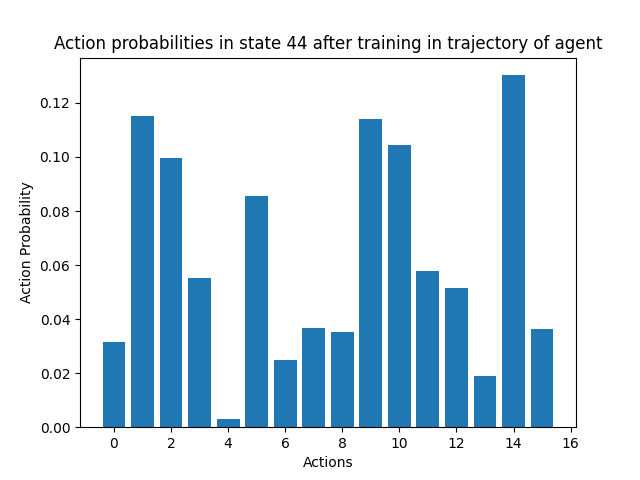 Action probabilities in state 44 after training in trajectory of agent
0.12
0.10
0.08
0.06
0.04
0.02
0.00
Action Probability
0 2 4 6 8 10 12 14 16
Actions